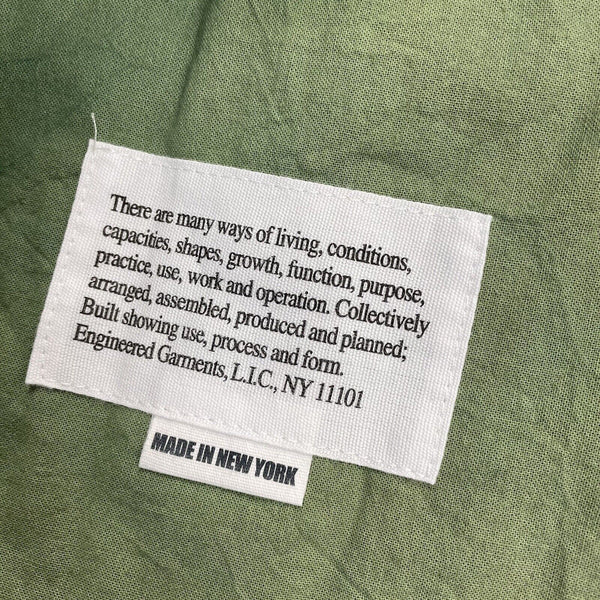 There are many ways of living, conditions,
capacities, shapes, growth, function, purpose,
practice, use, work and operation. Collectively
arranged, assembled, produced and planned;
Built showing use, process and form.
Engineered Garments, L.I.C., NY 11101
MADE IN NEW YORK